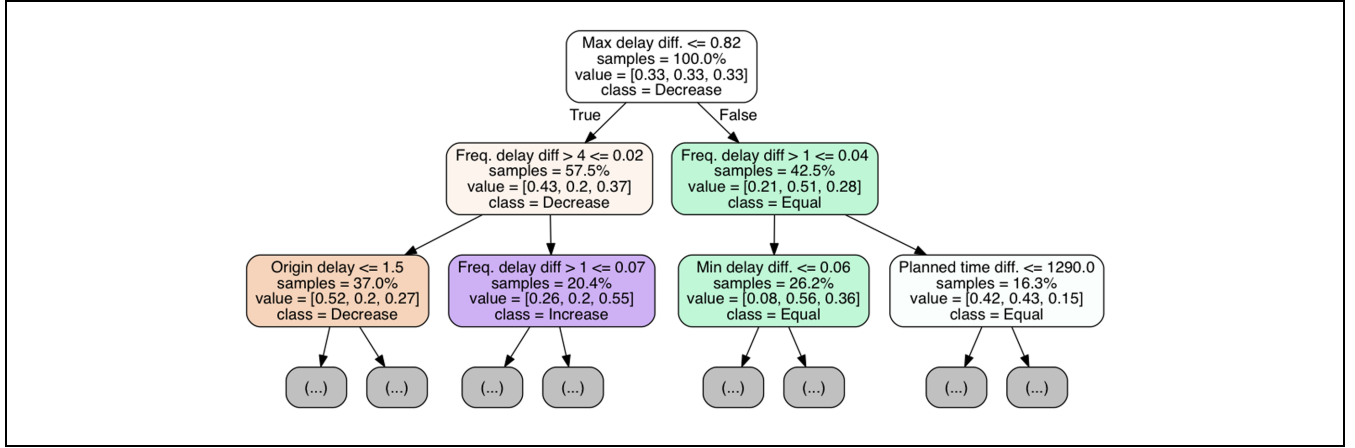 Max delay diff. <= 0.82
samples = 100.0%
value = [0.33, 0.33, 0.33]
class = Decrease
True
False
Freq. delay diff > 4 <= 0.02
samples = 57.5%
value = [0.43, 0.2, 0.37]
class = Decrease
Freq. delay diff > 1 <= 0.04
samples = 42.5%
value = [0.21, 0.51, 0.28]
class = Equal
Origin delay <= 1.5
samples = 37.0%
value = [0.52, 0.2, 0.27]
class = Decrease
Freq. delay diff > 1 <= 0.07
samples = 20.4%
value = [0.26, 0.2, 0.55]
class = Increase
Min delay diff. <= 0.06
samples = 26.2%
value = [0.08, 0.56, 0.36]
class = Equal
Planned time diff. <= 1290.0
samples = 16.3%
value = [0.42, 0.43, 0.15]
class = Equal
(...)
(...)
(...)
(...)
(...)
(...)
(...)
(...)